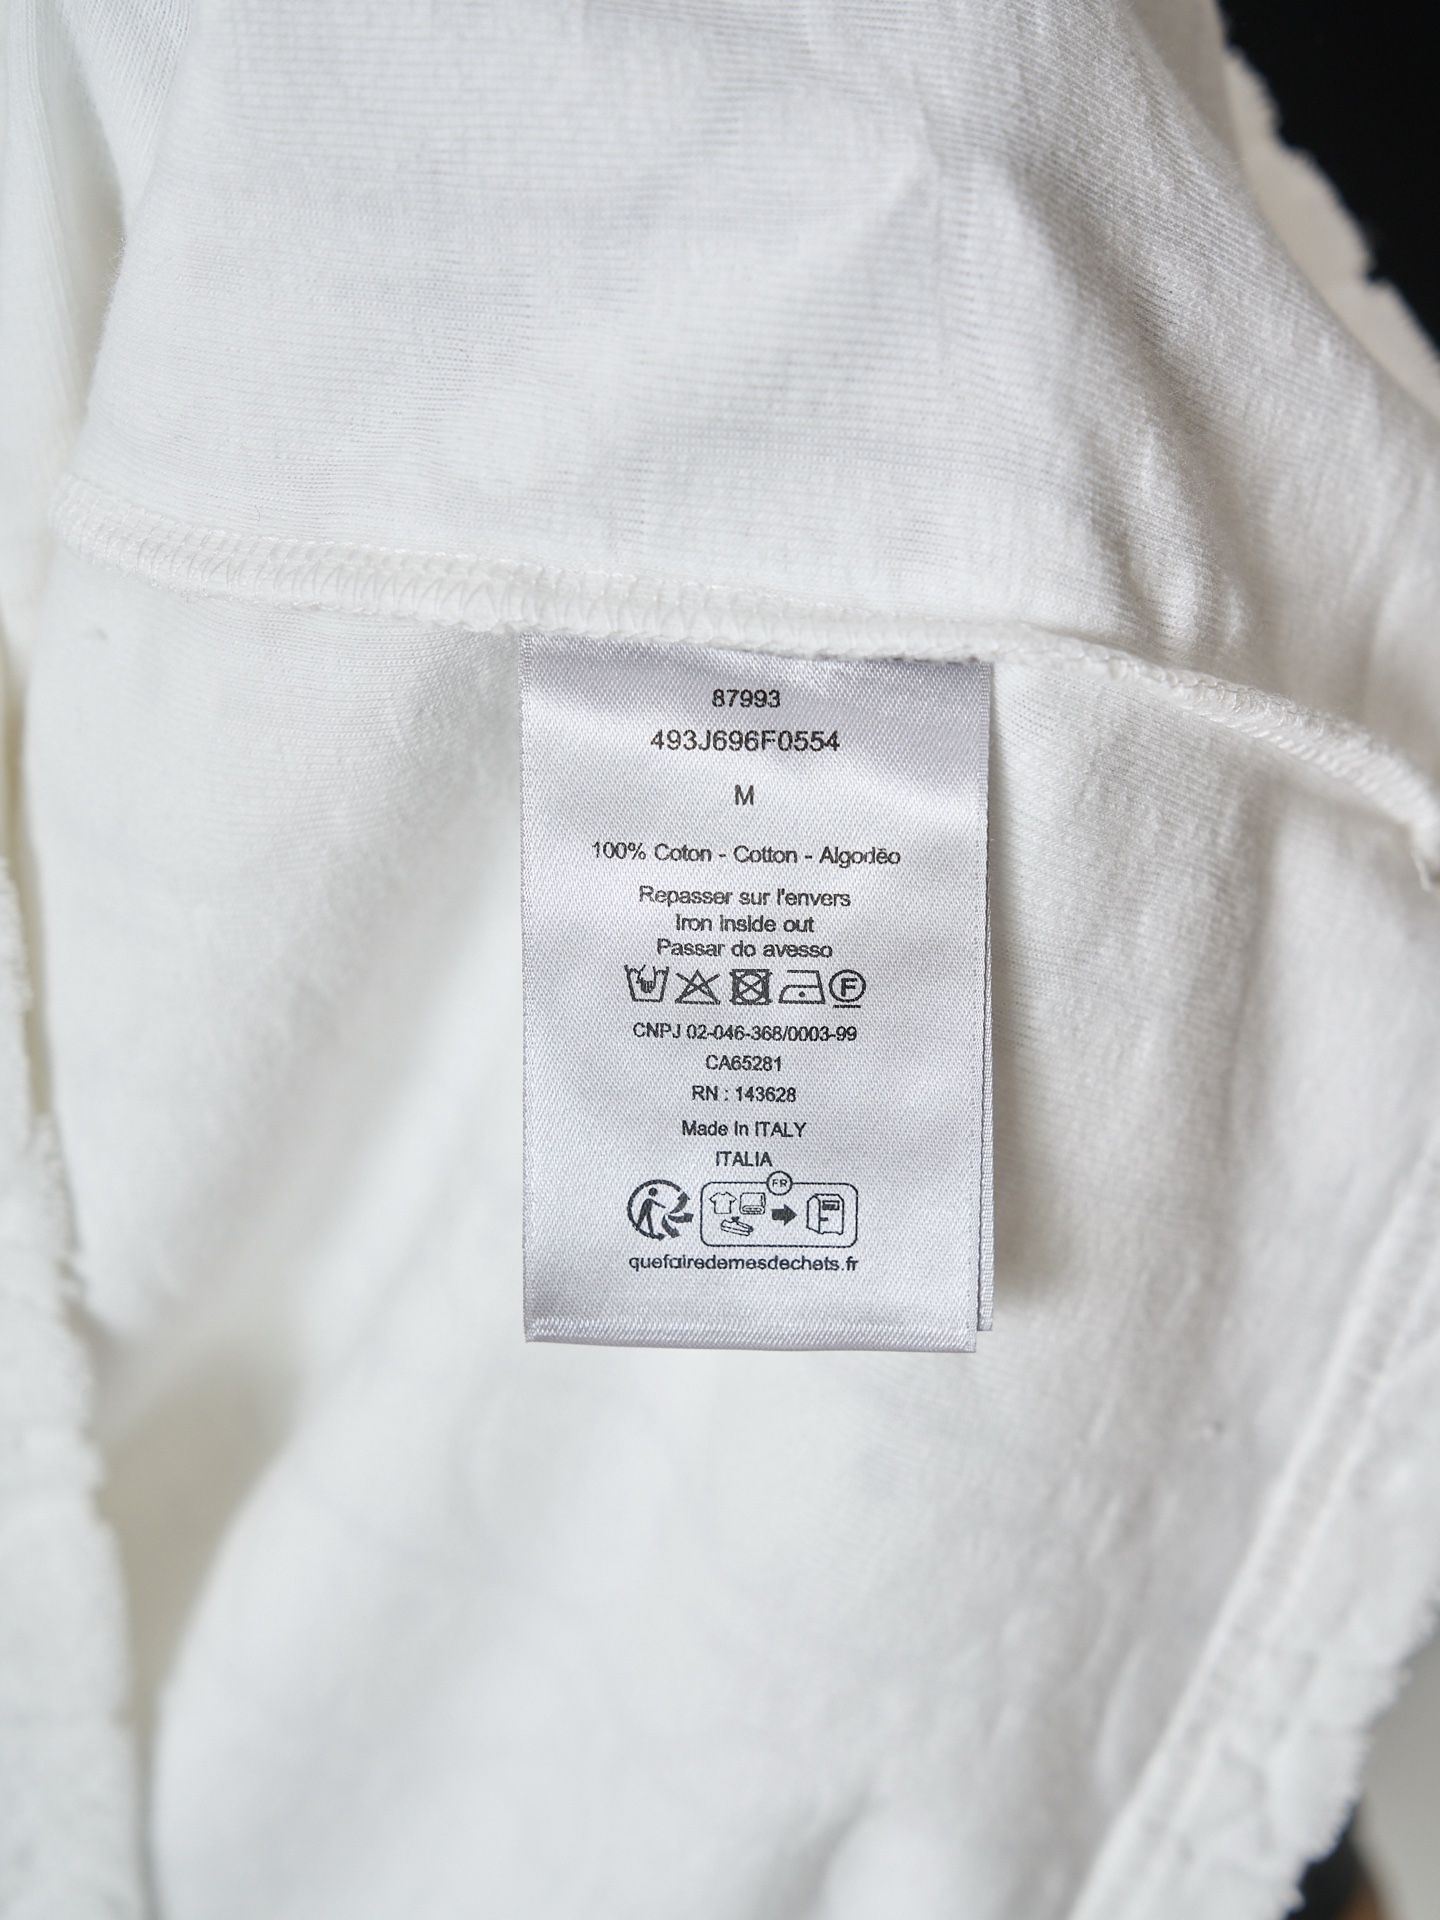 87993
493J696F0554
M
100% Coton - Cotton - Algodêo
Repasser sur l'envers
Iron inside out
Passar do avesso
F
CNPJ 02-046-368/0003-99
CA65281
RN : 143628
Made In ITALY
ITALIA
FR
quefairedemesdechets.fr